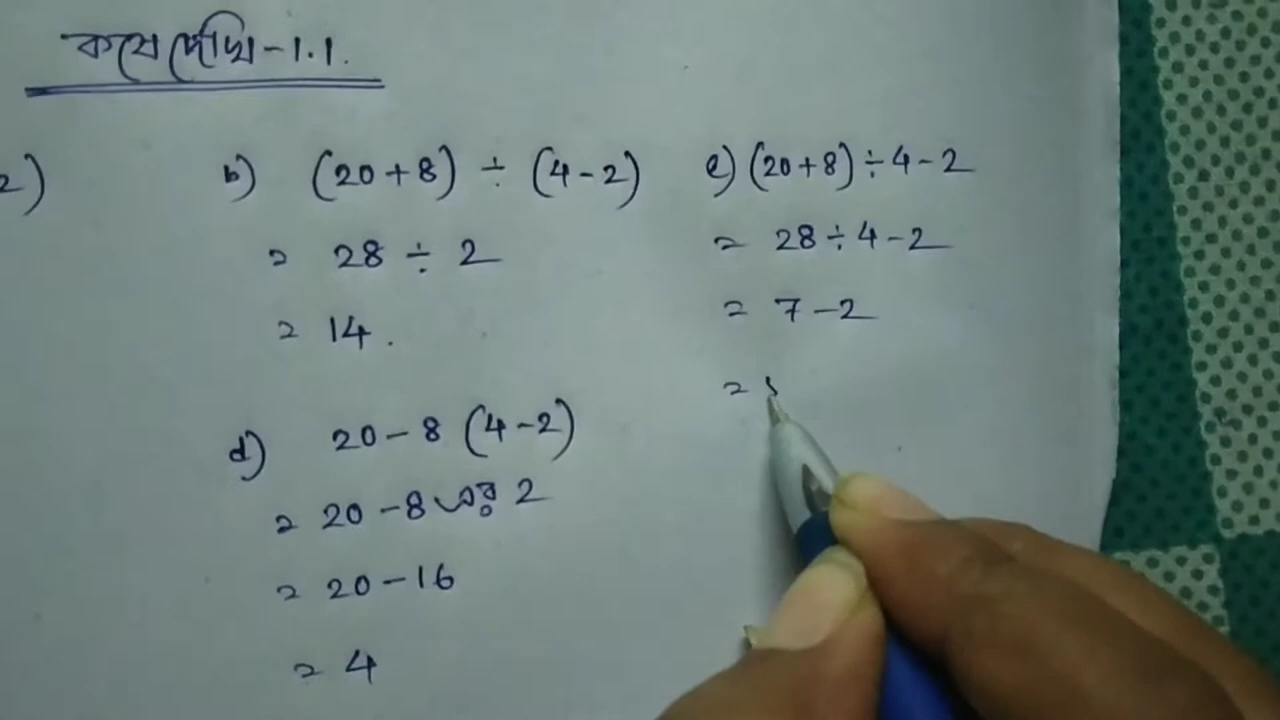 কষে দেখি-1.1.
2)
b) (20+8) ÷ (4-2)
= 28 ÷ 2
= 14.
d) 20-8 (4-2)
= 20-8 এর 2
= 20-16
= 4
e) (20+8)÷4-2
= 28÷4-2
= 7-2
=